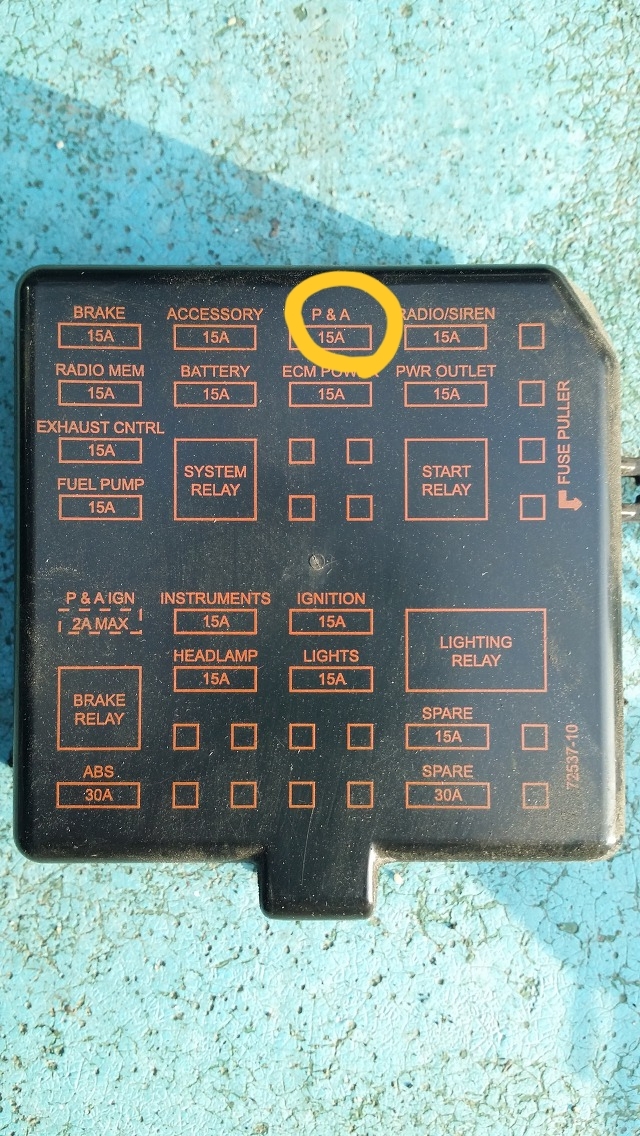 BRAKE ACCESSORY P & A RADIO/SIREN
15A 15A 15A 15A
RADIO MEM BATTERY ECM POWER PWR OUTLET
15A 15A 15A 15A
EXHAUST CNTRL
15A
FUEL PUMP
15A
SYSTEM
RELAY
START
RELAY
FUSE PULLER
P & A IGN INSTRUMENTS IGNITION
2A MAX 15A 15A
HEADLAMP LIGHTS
15A 15A
LIGHTING
RELAY
BRAKE
RELAY
SPARE
15A
ABS SPARE
30A 30A
72537-10